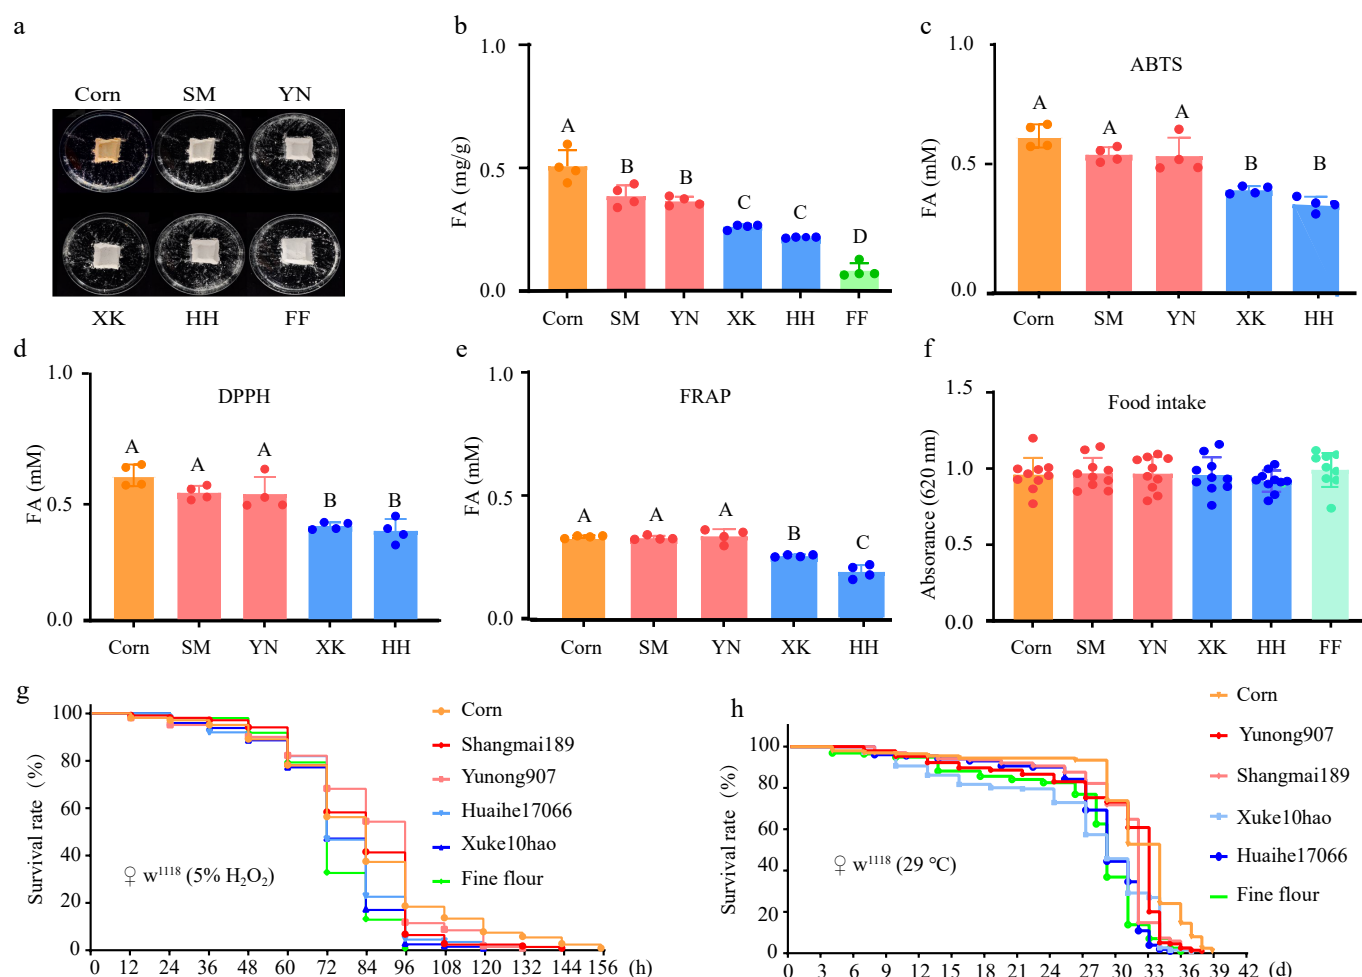 a
Corn SM YN
XK HH FF
b
FA (mg/g)
1.0
0.5
0.0
A
B
B
C
C
D
Corn SM YN XK HH FF
c
ABTS
FA (mM)
1.0
0.5
0.0
A
A
A
B
B
Corn SM YN XK HH
d
DPPH
FA (mM)
1.0
0.5
0.0
A
A
A
B
B
Corn SM YN XK HH
e
FRAP
FA (mM)
1.0
0.5
0.0
A
A
A
B
C
Corn SM YN XK HH
f
Food intake
Absorance (620 nm)
1.5
1.0
0.5
0.0
Corn SM YN XK HH FF
g
Survival rate (%)
100
80
60
40
20
0
Corn
Shangmai189
Yunong907
Huaihe17066
Xuke10hao
Fine flour
♀ w¹¹¹⁸ (5% H₂O₂)
0 12 24 36 48 60 72 84 96 108 120 132 144 156 (h)
h
Survival rate (%)
100
80
60
40
20
0
Corn
Yunong907
Shangmai189
Xuke10hao
Huaihe17066
Fine flour
♀ w¹¹¹⁸ (29 °C)
0 3 6 9 12 15 18 21 24 27 30 33 36 39 42 (d)